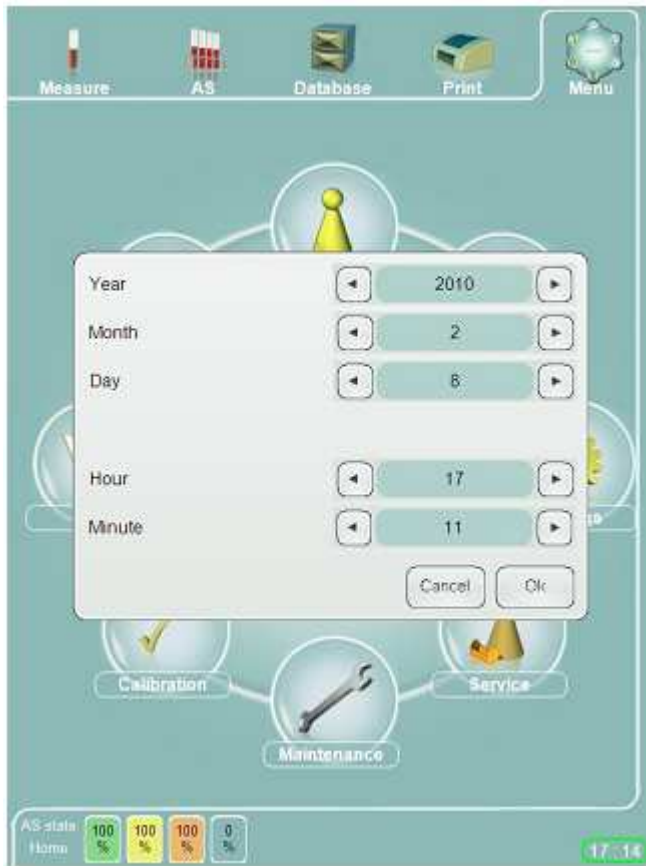 Measure AS Database Print Menu
Year 2010
Month 2
Day 8
Hour 17
Minute 11
Cancel Ok
Calibration Service
Maintenance
AS state 100 % 100 % 100 % 0 %
Home
17:14